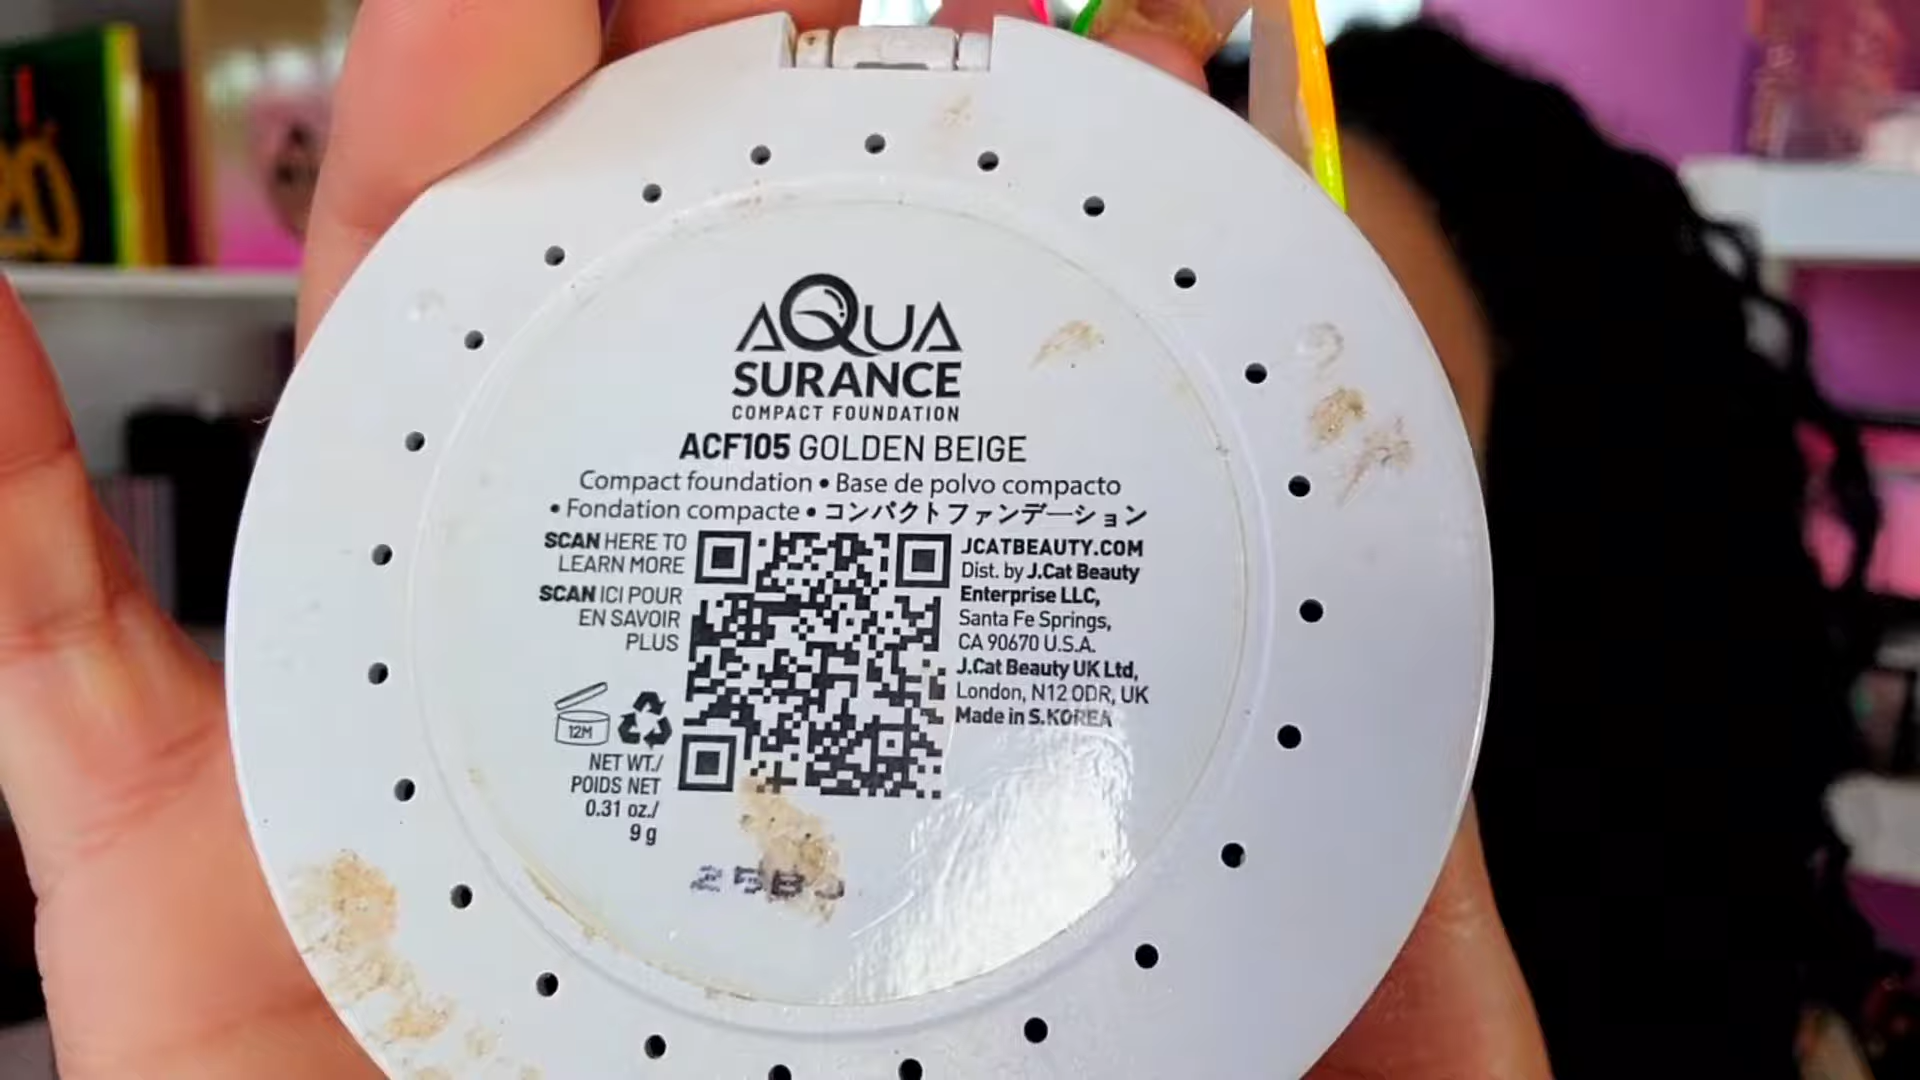 AQUA
SURANCE
COMPACT FOUNDATION
ACF105 GOLDEN BEIGE
Compact foundation • Base de polvo compacto
• Fondation compacte • コンパクトファンデーション
SCAN HERE TO
LEARN MORE
SCAN ICI POUR
EN SAVOIR
PLUS
JCATBEAUTY.COM
Dist. by J.Cat Beauty
Enterprise LLC,
Santa Fe Springs,
CA 90670 U.S.A.
J.Cat Beauty UK Ltd,
London, N12 0DR, UK
Made in S.KOREA
12M
NET WT./
POIDS NET
0.31 oz./
9 g